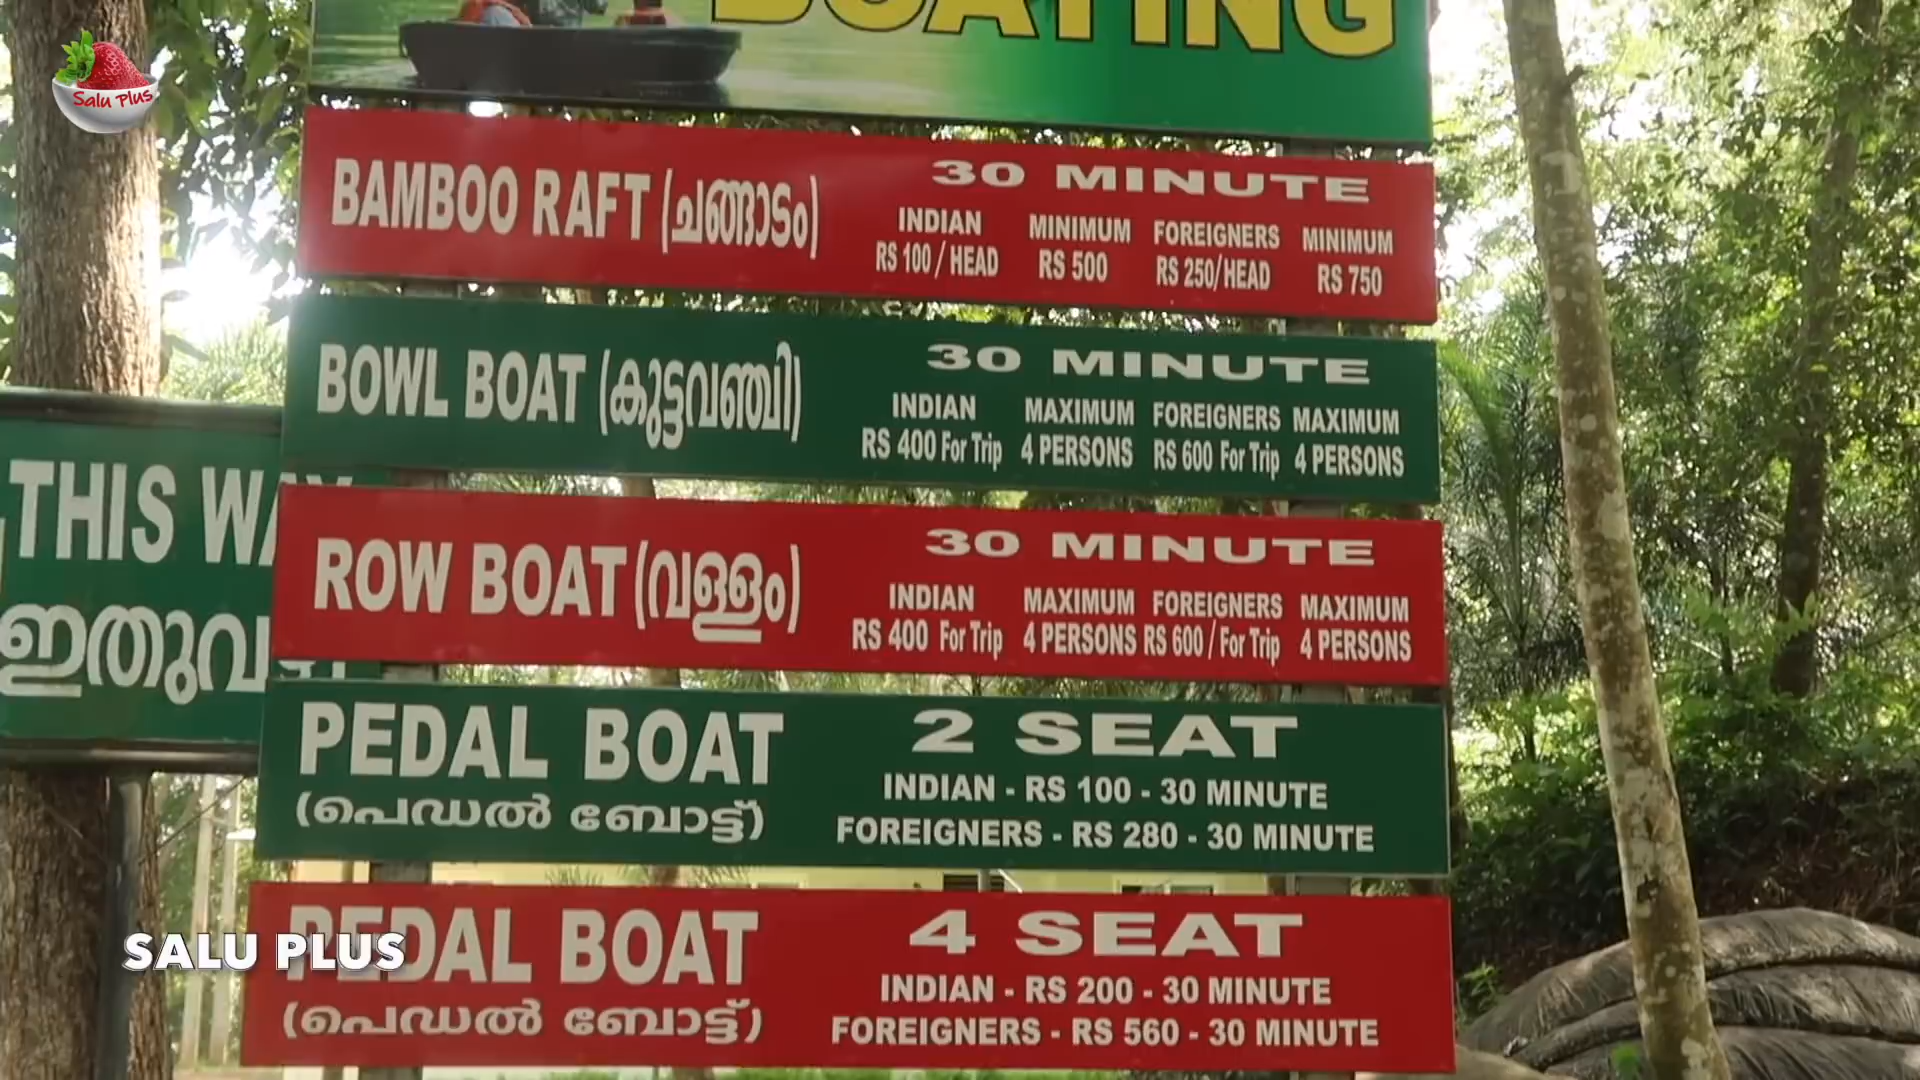 Salu Plus
BOATING
BAMBOO RAFT (ചങ്ങാടം)
30 MINUTE
INDIAN MINIMUM FOREIGNERS MINIMUM
RS 100 / HEAD RS 500 RS 250/HEAD RS 750
BOWL BOAT (കുട്ടവഞ്ചി)
30 MINUTE
INDIAN MAXIMUM FOREIGNERS MAXIMUM
RS 400 For Trip 4 PERSONS RS 600 For Trip 4 PERSONS
THIS WAY
ഇതുവഴി
ROW BOAT (വള്ളം)
30 MINUTE
INDIAN MAXIMUM FOREIGNERS MAXIMUM
RS 400 For Trip 4 PERSONS RS 600 / For Trip 4 PERSONS
PEDAL BOAT
(പെഡൽ ബോട്ട്)
2 SEAT
INDIAN - RS 100 - 30 MINUTE
FOREIGNERS - RS 280 - 30 MINUTE
PEDAL BOAT
(പെഡൽ ബോട്ട്)
4 SEAT
INDIAN - RS 200 - 30 MINUTE
FOREIGNERS - RS 560 - 30 MINUTE
SALU PLUS